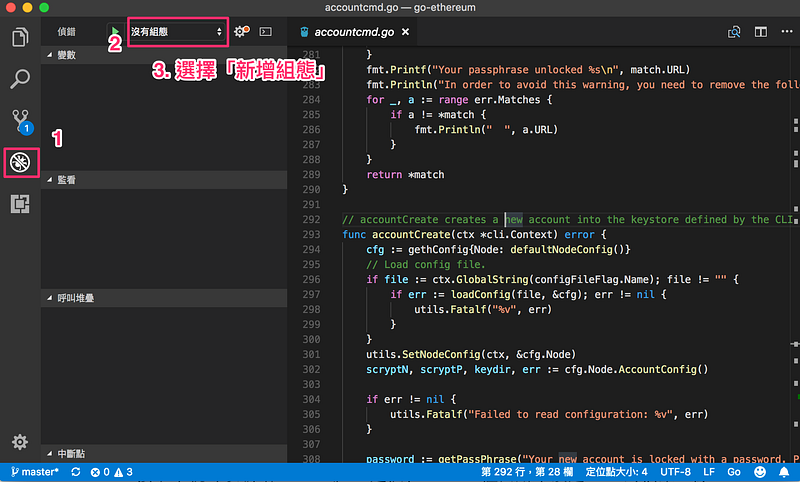 accountcmd.go — go-ethereum
偵錯
沒有組態
accountcmd.go
2
變數
3. 選擇「新增組態」
1
1
監看
呼叫堆疊
中斷點
281 }
282 fmt.Printf("Your passphrase unlocked %s\n", match.URL)
283 fmt.Println("In order to avoid this warning, you need to remove the follo
284 for _, a := range err.Matches {
285 if a != *match {
286 fmt.Println("  ", a.URL)
287 }
288 }
289 return *match
290 }
291
292 // accountCreate creates a new account into the keystore defined by the CLI
293 func accountCreate(ctx *cli.Context) error {
294 cfg := gethConfig{Node: defaultNodeConfig()}
295 // Load config file.
296 if file := ctx.GlobalString(configFileFlag.Name); file != "" {
297 if err := loadConfig(file, &cfg); err != nil {
298 utils.Fatalf("%v", err)
299 }
300 }
301 utils.SetNodeConfig(ctx, &cfg.Node)
302 scryptN, scryptP, keydir, err := cfg.Node.AccountConfig()
303
304 if err != nil {
305 utils.Fatalf("Failed to read configuration: %v", err)
306 }
307
308 password := getPassPhrase("Your new account is locked with a password. P
master* 0 3 第 292 行，第 28 欄 定位點大小: 4 UTF-8 LF Go